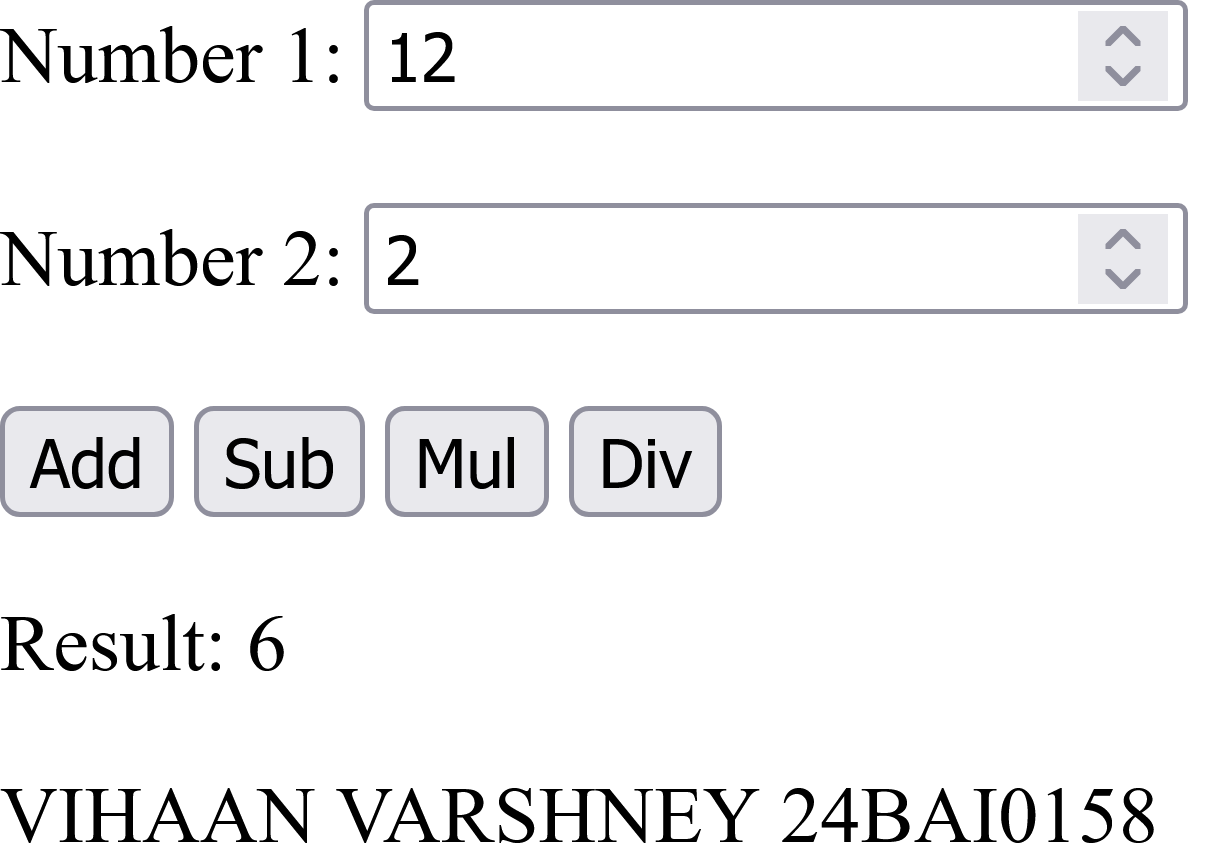 Number 1: 12
Number 2: 2
Add Sub Mul Div
Result: 6
VIHAAN VARSHNEY 24BAI0158